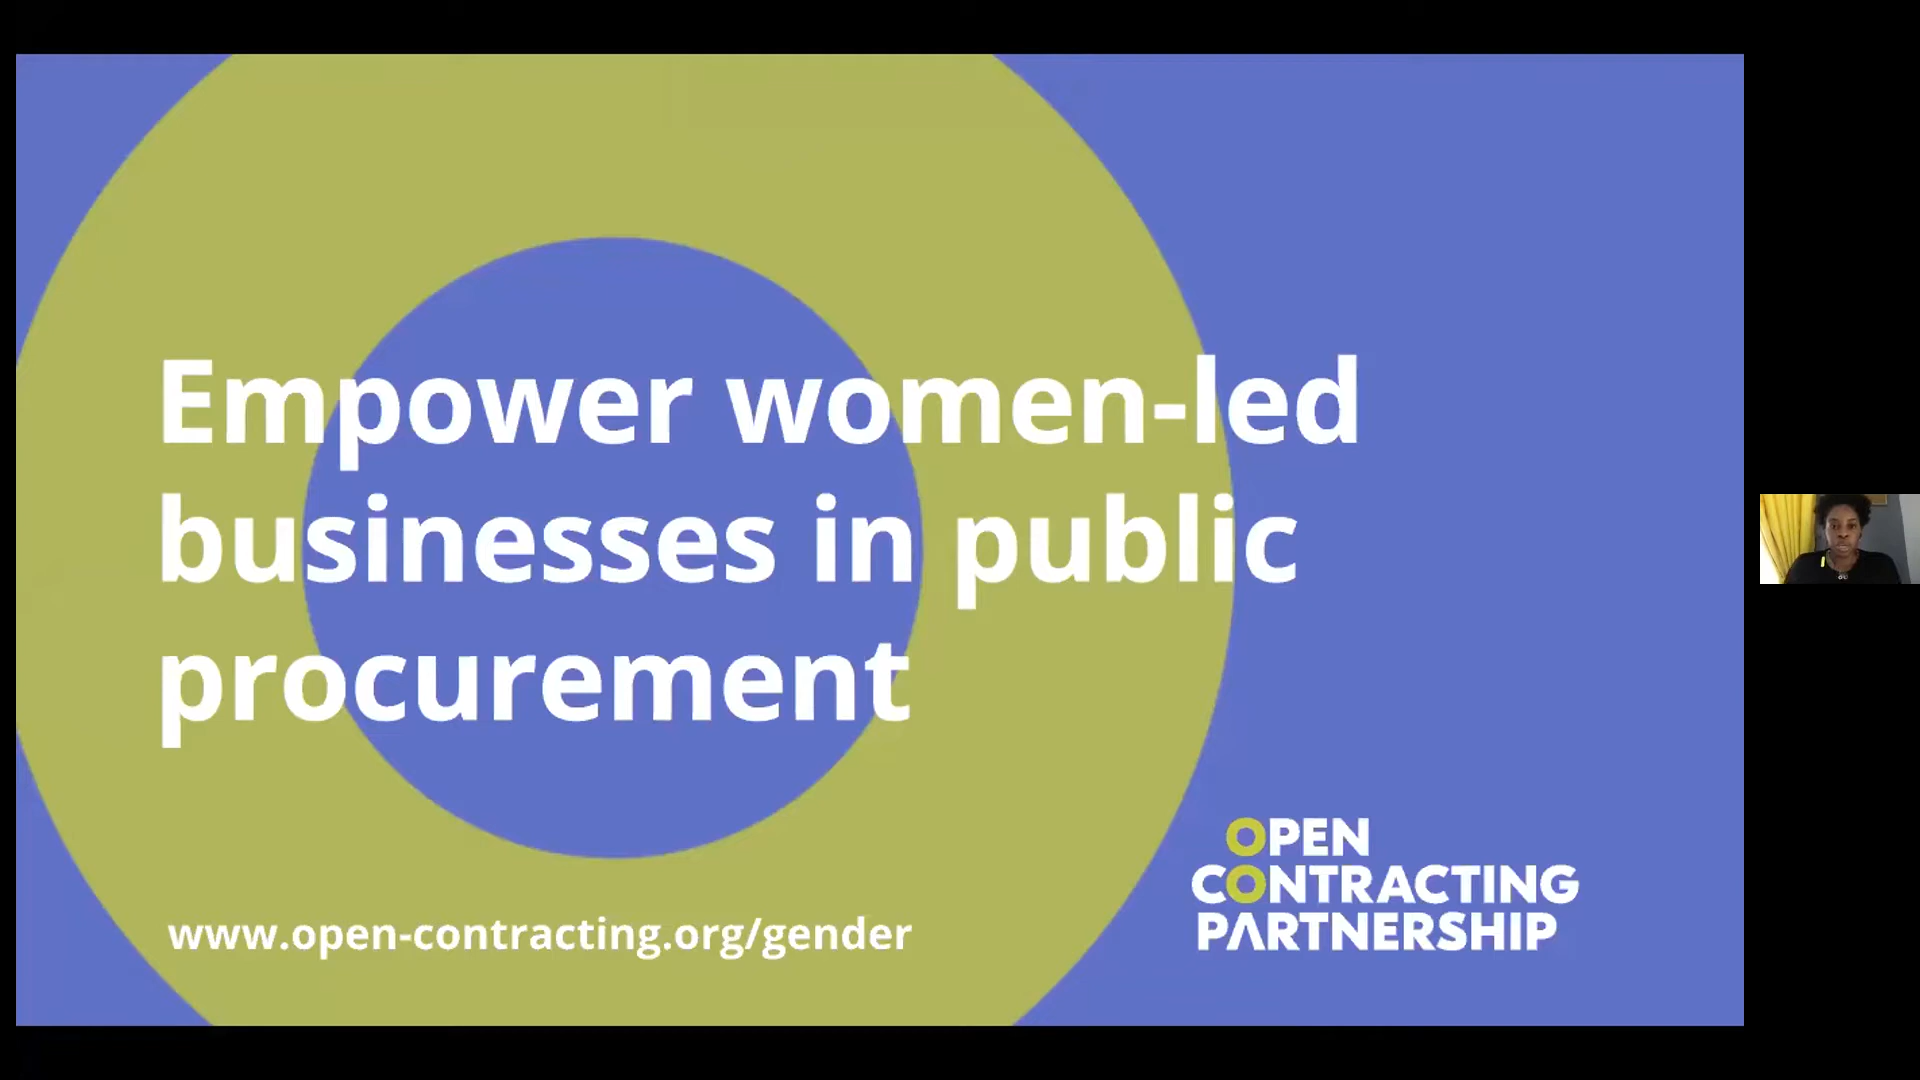 Empower women-led
businesses in public
procurement
www.open-contracting.org/gender
OPEN
CONTRACTING
PARTNERSHIP